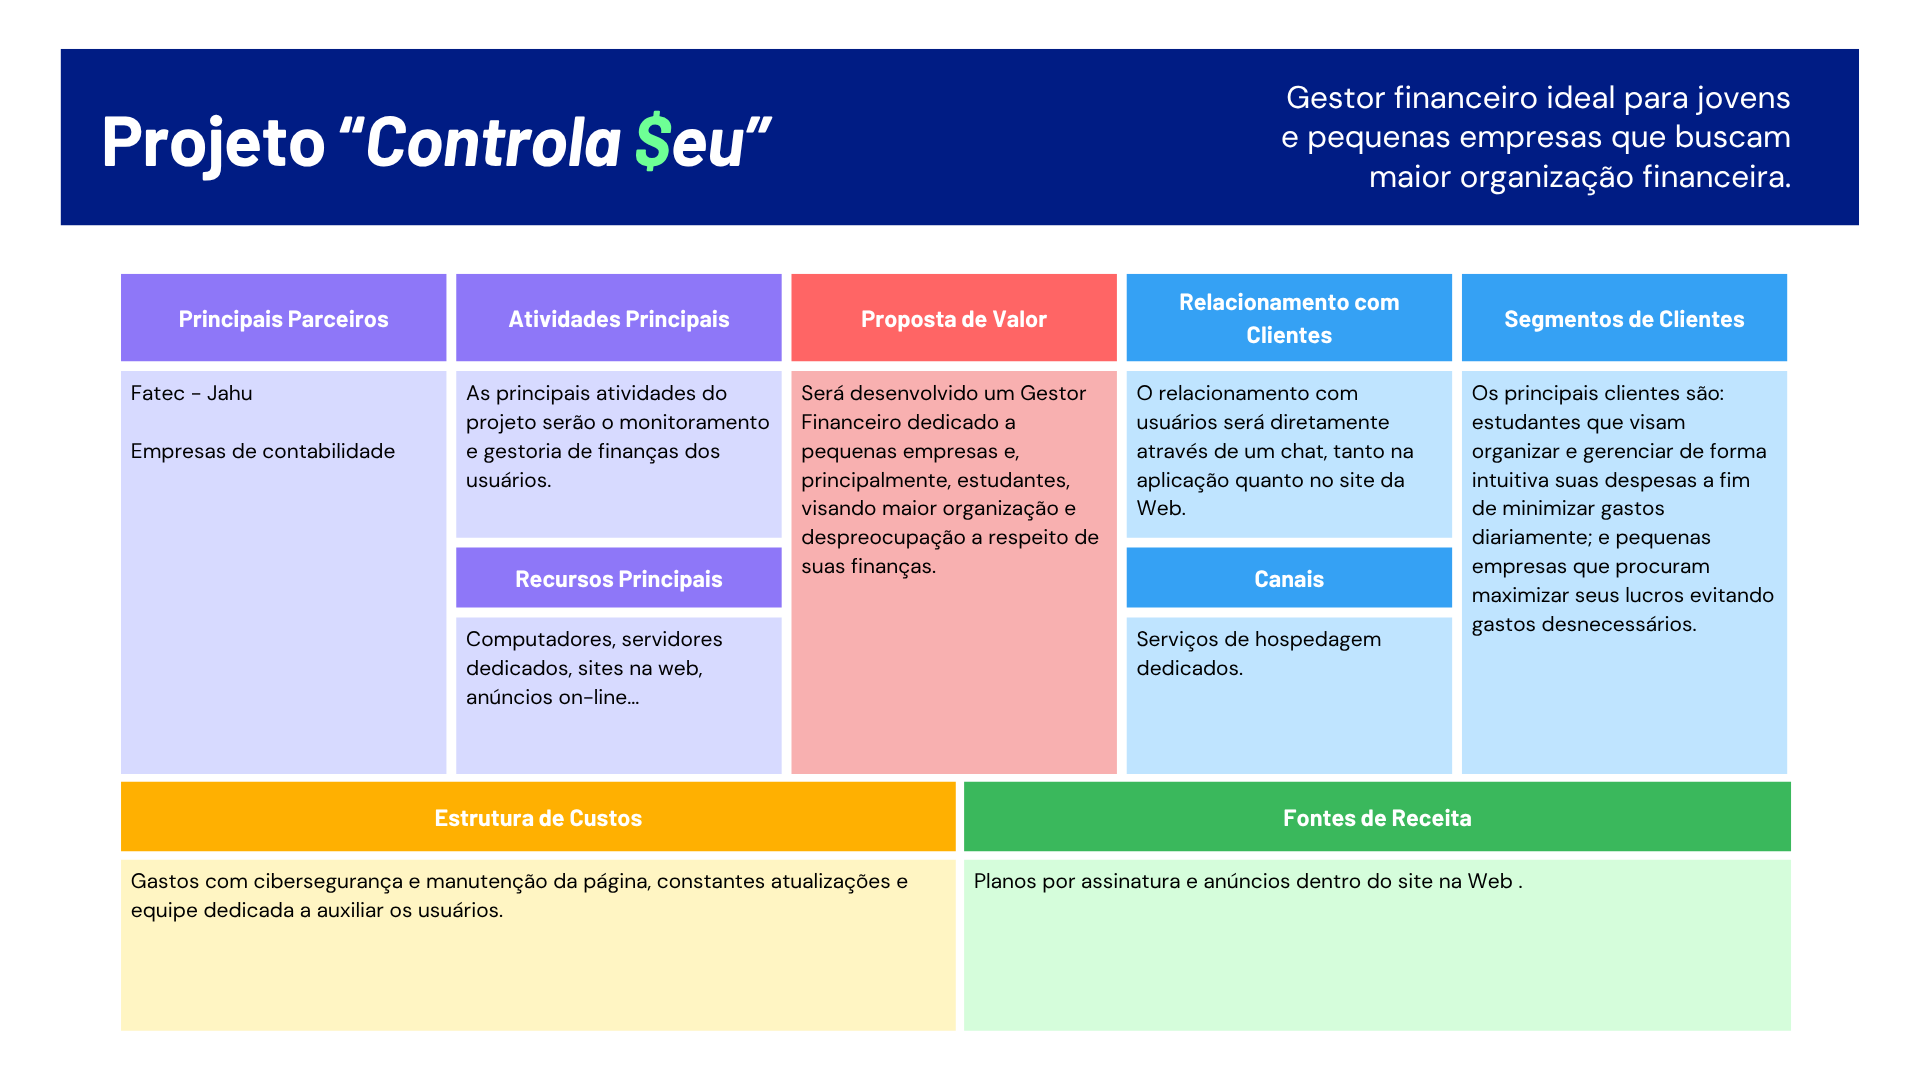 Projeto “Controla $eu”
Gestor financeiro ideal para jovens
e pequenas empresas que buscam
maior organização financeira.
Principais Parceiros
Fatec - Jahu
Empresas de contabilidade
Atividades Principais
As principais atividades do
projeto serão o monitoramento
e gestoria de finanças dos
usuários.
Recursos Principais
Computadores, servidores
dedicados, sites na web,
anúncios on-line...
Proposta de Valor
Será desenvolvido um Gestor
Financeiro dedicado a
pequenas empresas e,
principalmente, estudantes,
visando maior organização e
despreocupação a respeito de
suas finanças.
Relacionamento com
Clientes
O relacionamento com
usuários será diretamente
através de um chat, tanto na
aplicação quanto no site da
Web.
Canais
Serviços de hospedagem
dedicados.
Segmentos de Clientes
Os principais clientes são:
estudantes que visam
organizar e gerenciar de forma
intuitiva suas despesas a fim
de minimizar gastos
diariamente; e pequenas
empresas que procuram
maximizar seus lucros evitando
gastos desnecessários.
Estrutura de Custos
Gastos com cibersegurança e manutenção da página, constantes atualizações e
equipe dedicada a auxiliar os usuários.
Fontes de Receita
Planos por assinatura e anúncios dentro do site na Web .